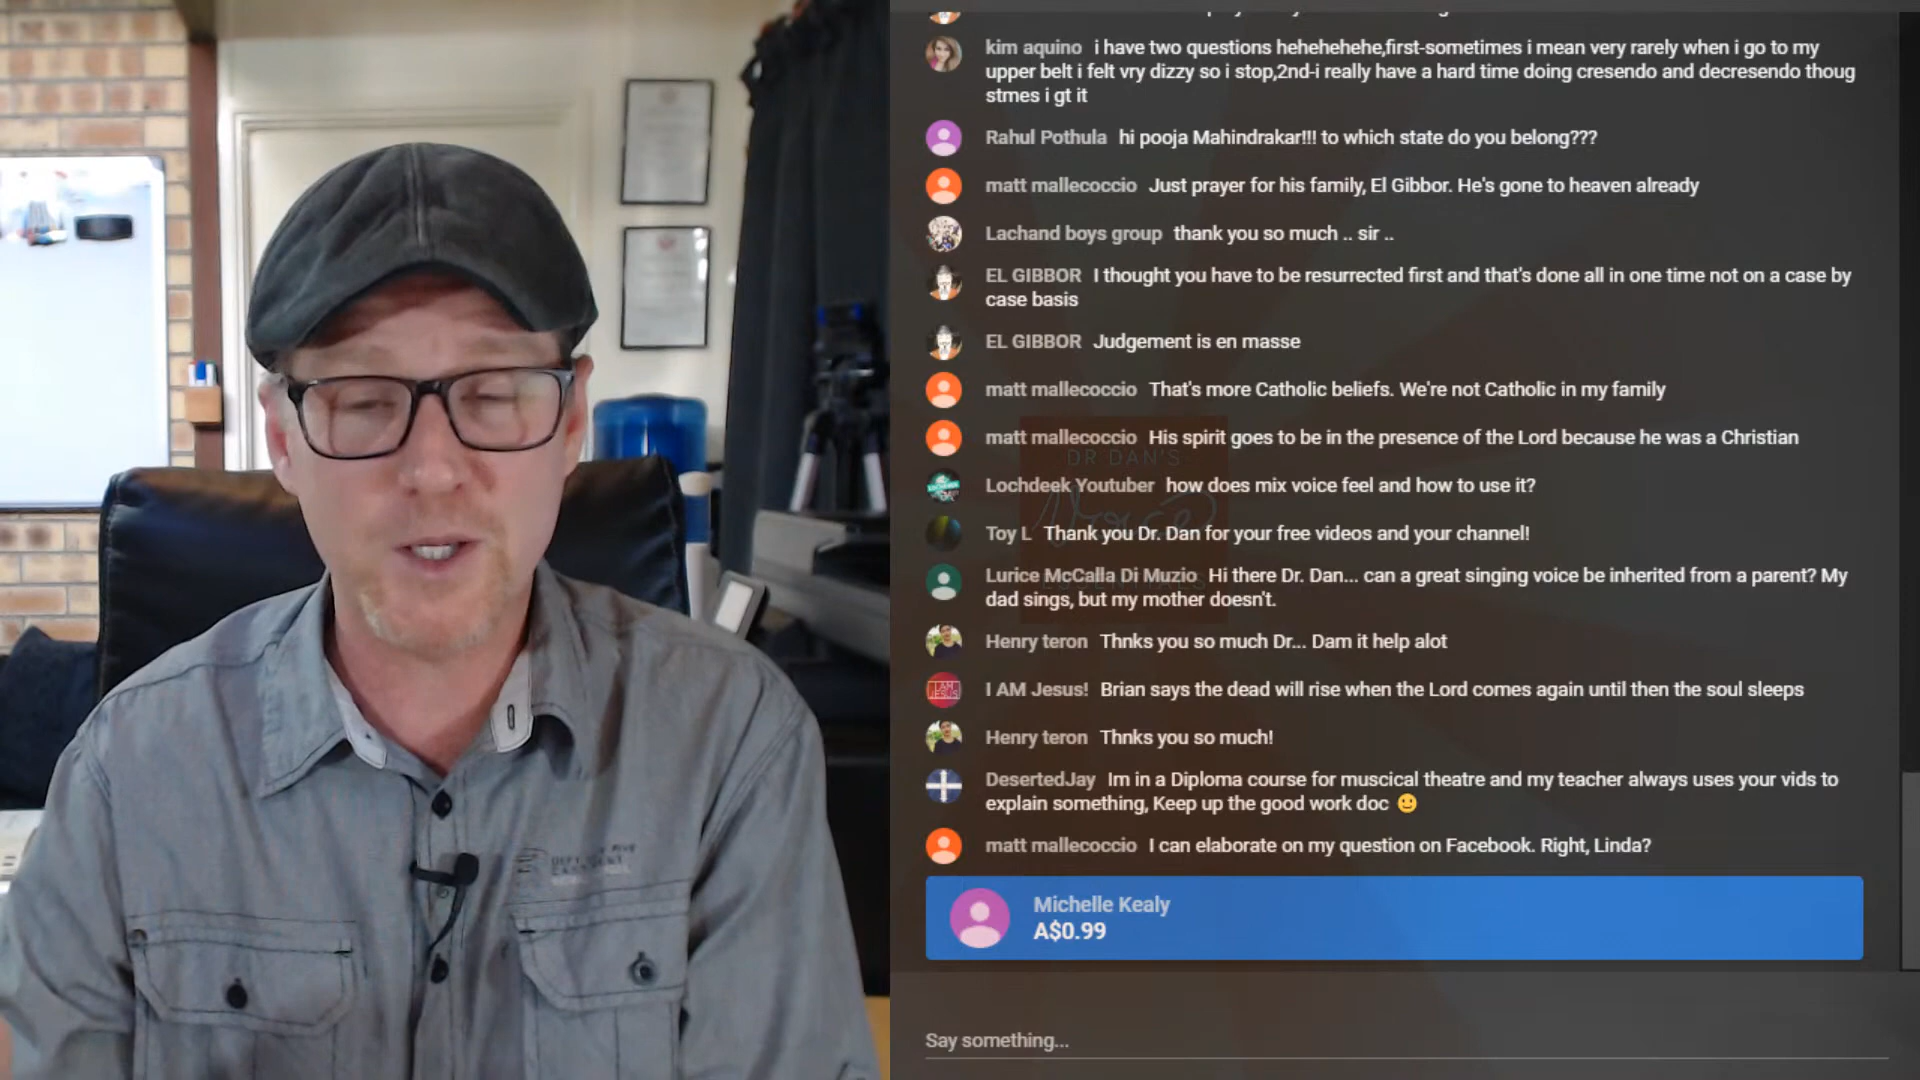 kim aquino i have two questions hehehehehe,first-sometimes i mean very rarely when i go to my
upper belt i felt vry dizzy so i stop,2nd-i really have a hard time doing cresendo and decresendo thoug
stmes i gt it
Rahul Pothula hi pooja Mahindrakar!!! to which state do you belong???
matt mallecoccio Just prayer for his family, El Gibbor. He's gone to heaven already
Lachand boys group thank you so much .. sir ..
EL GIBBOR I thought you have to be resurrected first and that's done all in one time not on a case by
case basis
EL GIBBOR Judgement is en masse
matt mallecoccio That's more Catholic beliefs. We're not Catholic in my family
matt mallecoccio His spirit goes to be in the presence of the Lord because he was a Christian
DR DAN'S
Lochdeek Youtuber how does mix voice feel and how to use it?
Voice
Toy L Thank you Dr. Dan for your free videos and your channel!
Lurice McCalla Di Muzio Hi there Dr. Dan... can a great singing voice be inherited from a parent? My
dad sings, but my mother doesn't.
Henry teron Thnks you so much Dr... Dam it help alot
I AM Jesus! Brian says the dead will rise when the Lord comes again until then the soul sleeps
Henry teron Thnks you so much!
DesertedJay Im in a Diploma course for muscical theatre and my teacher always uses your vids to
explain something, Keep up the good work doc 🙂
matt mallecoccio I can elaborate on my question on Facebook. Right, Linda?
Michelle Kealy
A$0.99
Say something...